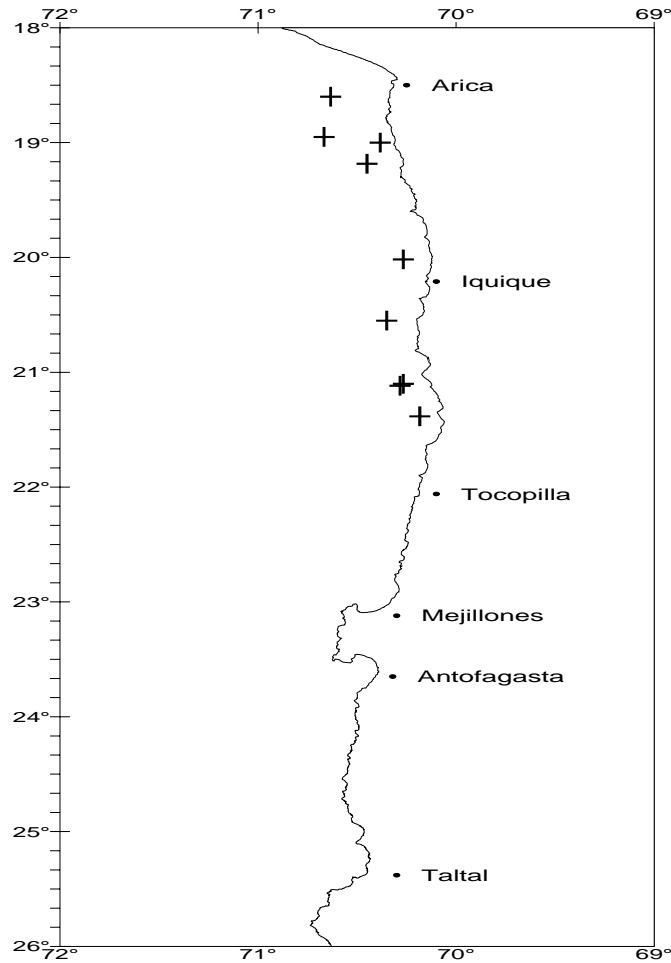 72° 71° 70° 69°
18°
Arica
19°
20°
Iquique
21°
22°
Tocopilla
23°
Mejillones
Antofagasta
24°
25°
Taltal
26°
72° 71° 70° 69°